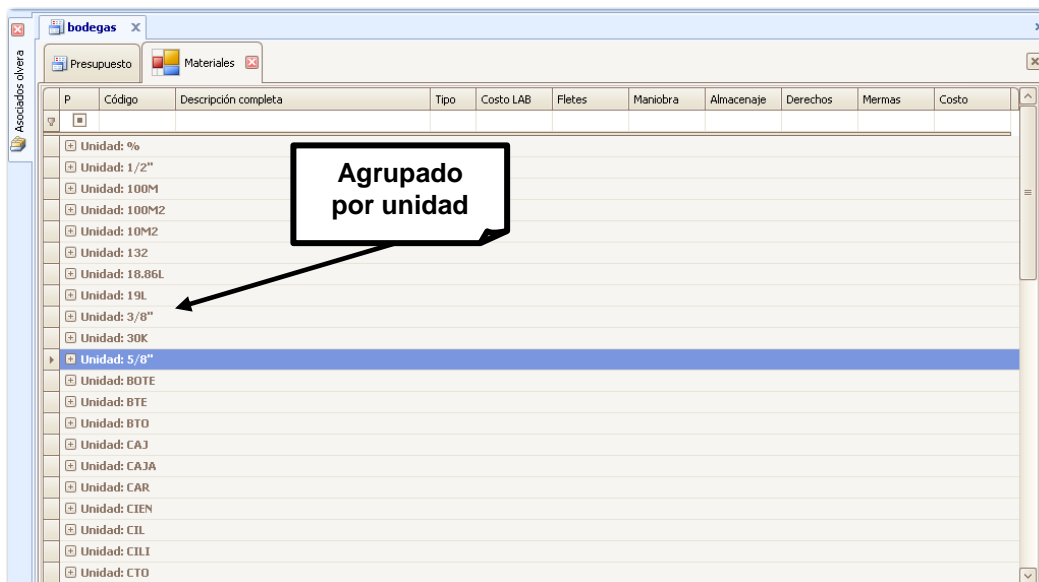 bodegas
Asociados olvera
Presupuesto
Materiales
P Código Descripción completa Tipo Costo LAB Fletes Maniobra Almacenaje Derechos Mermas Costo
Unidad: %
Unidad: 1/2"
Unidad: 100M
Unidad: 100M2
Unidad: 10M2
Unidad: 132
Unidad: 18.86L
Unidad: 19L
Unidad: 3/8"
Unidad: 30K
Unidad: 5/8"
Unidad: BOTE
Unidad: BTE
Unidad: BTO
Unidad: CAJ
Unidad: CAJA
Unidad: CAR
Unidad: CIEN
Unidad: CIL
Unidad: CILI
Unidad: CTO
Agrupado
por unidad